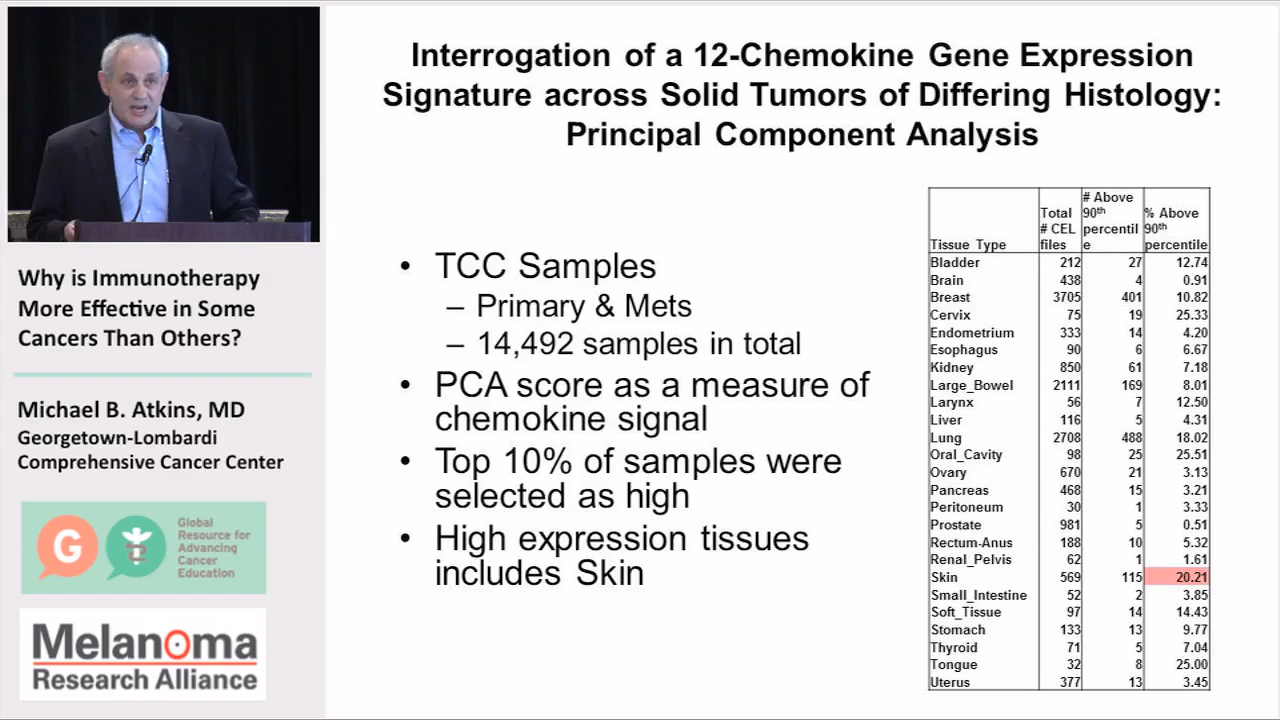 Interrogation of a 12-Chemokine Gene Expression
Signature across Solid Tumors of Differing Histology:
Principal Component Analysis
Why is Immunotherapy
More Effective in Some
Cancers Than Others?
Michael B. Atkins, MD
Georgetown-Lombardi
Comprehensive Cancer Center
G
Global
Resource for
Advancing
Cancer
Education
Melanoma
Research Alliance
• TCC Samples
– Primary & Mets
– 14,492 samples in total
• PCA score as a measure of
chemokine signal
• Top 10% of samples were
selected as high
• High expression tissues
includes Skin
Tissue Type Total # CEL files # Above 90th percentil e % Above 90th percentile
Bladder 212 27 12.74
Brain 438 4 0.91
Breast 3705 401 10.82
Cervix 75 19 25.33
Endometrium 333 14 4.20
Esophagus 90 6 6.67
Kidney 850 61 7.18
Large_Bowel 2111 169 8.01
Larynx 56 7 12.50
Liver 116 5 4.31
Lung 2708 488 18.02
Oral_Cavity 98 25 25.51
Ovary 670 21 3.13
Pancreas 468 15 3.21
Peritoneum 30 1 3.33
Prostate 981 5 0.51
Rectum-Anus 188 10 5.32
Renal_Pelvis 62 1 1.61
Skin 569 115 20.21
Small_Intestine 52 2 3.85
Soft_Tissue 97 14 14.43
Stomach 133 13 9.77
Thyroid 71 5 7.04
Tongue 32 8 25.00
Uterus 377 13 3.45